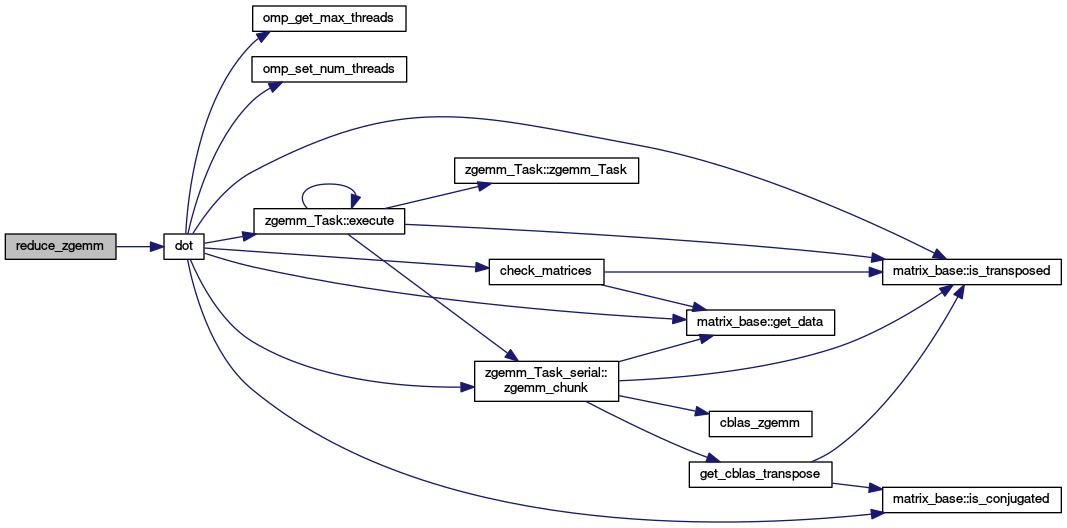 omp_get_max_threads
omp_set_num_threads
zgemm_Task::zgemm_Task
zgemm_Task::execute
reduce_zgemm
dot
check_matrices
matrix_base::is_transposed
matrix_base::get_data
zgemm_Task_serial::
zgemm_chunk
cblas_zgemm
get_cblas_transpose
matrix_base::is_conjugated